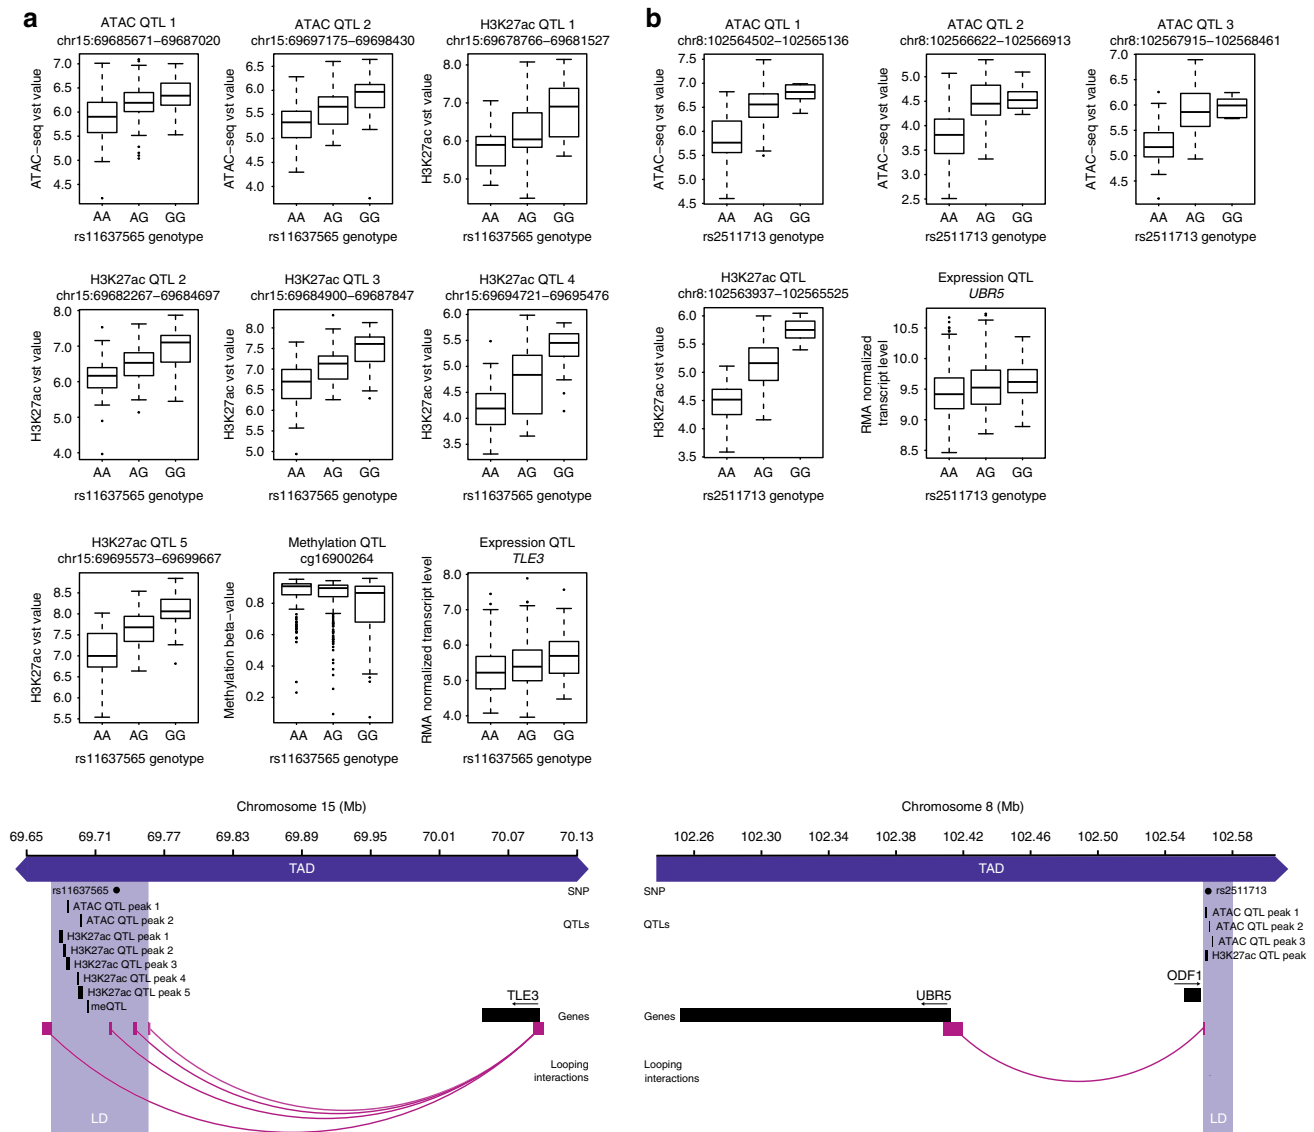 a
ATAC QTL 1
chr15:69685671–69687020
ATAC−seq vst value
7.0
6.5
6.0
5.5
5.0
4.5
AA AG GG
rs11637565 genotype
ATAC QTL 2
chr15:69697175–69698430
ATAC−seq vst value
6.5
6.0
5.5
5.0
4.5
4.0
AA AG GG
rs11637565 genotype
H3K27ac QTL 1
chr15:69678766–69681527
H3K27ac vst value
8.0
7.0
6.0
5.0
AA AG GG
rs11637565 genotype
H3K27ac QTL 2
chr15:69682267–69684697
H3K27ac vst value
8.0
7.0
6.0
5.0
4.0
AA AG GG
rs11637565 genotype
H3K27ac QTL 3
chr15:69684900–69687847
H3K27ac vst value
8.0
7.5
7.0
6.5
6.0
5.5
5.0
AA AG GG
rs11637565 genotype
H3K27ac QTL 4
chr15:69694721–69695476
H3K27ac vst value
6.0
5.5
5.0
4.5
4.0
3.5
AA AG GG
rs11637565 genotype
H3K27ac QTL 5
chr15:69695573–69699667
H3K27ac vst value
8.5
8.0
7.5
7.0
6.5
6.0
5.5
AA AG GG
rs11637565 genotype
Methylation QTL
cg16900264
Methylation beta−value
0.8
0.6
0.4
0.2
AA AG GG
rs11637565 genotype
Expression QTL
TLE3
RMA normalized transcript level
8.0
7.0
6.0
5.0
4.0
AA AG GG
rs11637565 genotype
Chromosome 15 (Mb)
69.65 69.71 69.77 69.83 69.89 69.95 70.01 70.07 70.13
TAD
rs11637565
SNP
ATAC QTL peak 1
ATAC QTL peak 2
QTLs
H3K27ac QTL peak 1
H3K27ac QTL peak 2
H3K27ac QTL peak 3
H3K27ac QTL peak 4
H3K27ac QTL peak 5
meQTL
TLE3
Genes
Looping
interactions
LD
b
ATAC QTL 1
chr8:102564502–102565136
ATAC−seq vst value
7.5
7.0
6.5
6.0
5.5
5.0
4.5
AA AG GG
rs2511713 genotype
ATAC QTL 2
chr8:102566622–102566913
ATAC−seq vst value
5.0
4.5
4.0
3.5
3.0
2.5
AA AG GG
rs2511713 genotype
ATAC QTL 3
chr8:102567915–102568461
ATAC−seq vst value
7.0
6.5
6.0
5.5
5.0
4.5
AA AG GG
rs2511713 genotype
H3K27ac QTL
chr8:102563937–102565525
H3K27ac vst value
6.0
5.5
5.0
4.5
4.0
3.5
AA AG GG
rs2511713 genotype
Expression QTL
UBR5
RMA normalized
transcript level
10.5
10.0
9.5
9.0
8.5
AA AG GG
rs2511713 genotype
Chromosome 8 (Mb)
102.26 102.30 102.34 102.38 102.42 102.46 102.50 102.54 102.58
TAD
SNP
rs2511713
QTLs
ATAC QTL peak 1
ATAC QTL peak 2
ATAC QTL peak 3
H3K27ac QTL peak
ODF1
UBR5
Genes
Looping
interactions
LD